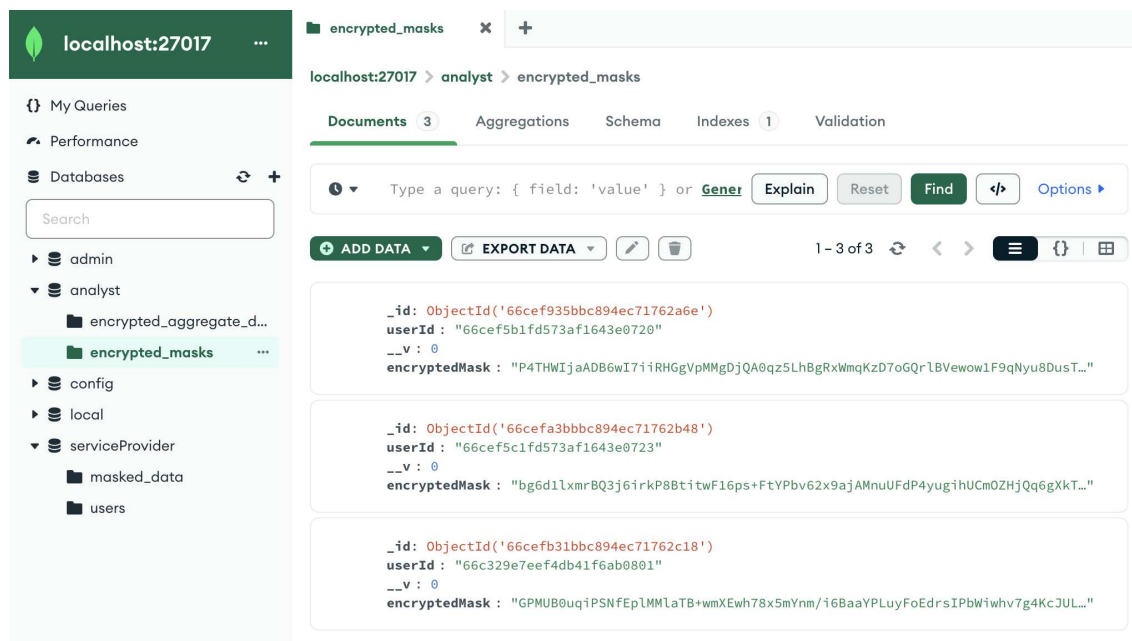 localhost:27017
encrypted_masks
localhost:27017 > analyst > encrypted_masks
{} My Queries
Performance
Databases
Search
admin
analyst
encrypted_aggregate_d...
encrypted_masks
config
local
serviceProvider
masked_data
users
Documents 3 Aggregations Schema Indexes 1 Validation
Type a query: { field: 'value' } or Gener Explain Reset Find </> Options
ADD DATA EXPORT DATA 1 – 3 of 3 {}
_id: ObjectId('66cef935bbc894ec71762a6e')
userId : "66cef5b1fd573af1643e0720"
__v : 0
encryptedMask : "P4THWIjaADB6wI7iiRHGgVpMMgDjQA0qz5LhBgRxWmqKzD7oGQrlBVewow1F9qNyu8DusT…"
_id: ObjectId('66cefa3bbbc894ec71762b48')
userId : "66cef5c1fd573af1643e0723"
__v : 0
encryptedMask : "bg6d1lxmrBQ3j6irkP8BtitwF16ps+FtYPbv62x9ajAMnuUFdP4yugihUCmOZHjQq6gXkT…"
_id: ObjectId('66cefb31bbc894ec71762c18')
userId : "66c329e7eef4db41f6ab0801"
__v : 0
encryptedMask : "GPMUB0uqiPSNfEplMMlaTB+wmXEwh78x5mYnm/i6BaaYPLuyFoEdrsIPbWiwhv7g4KcJUL…"